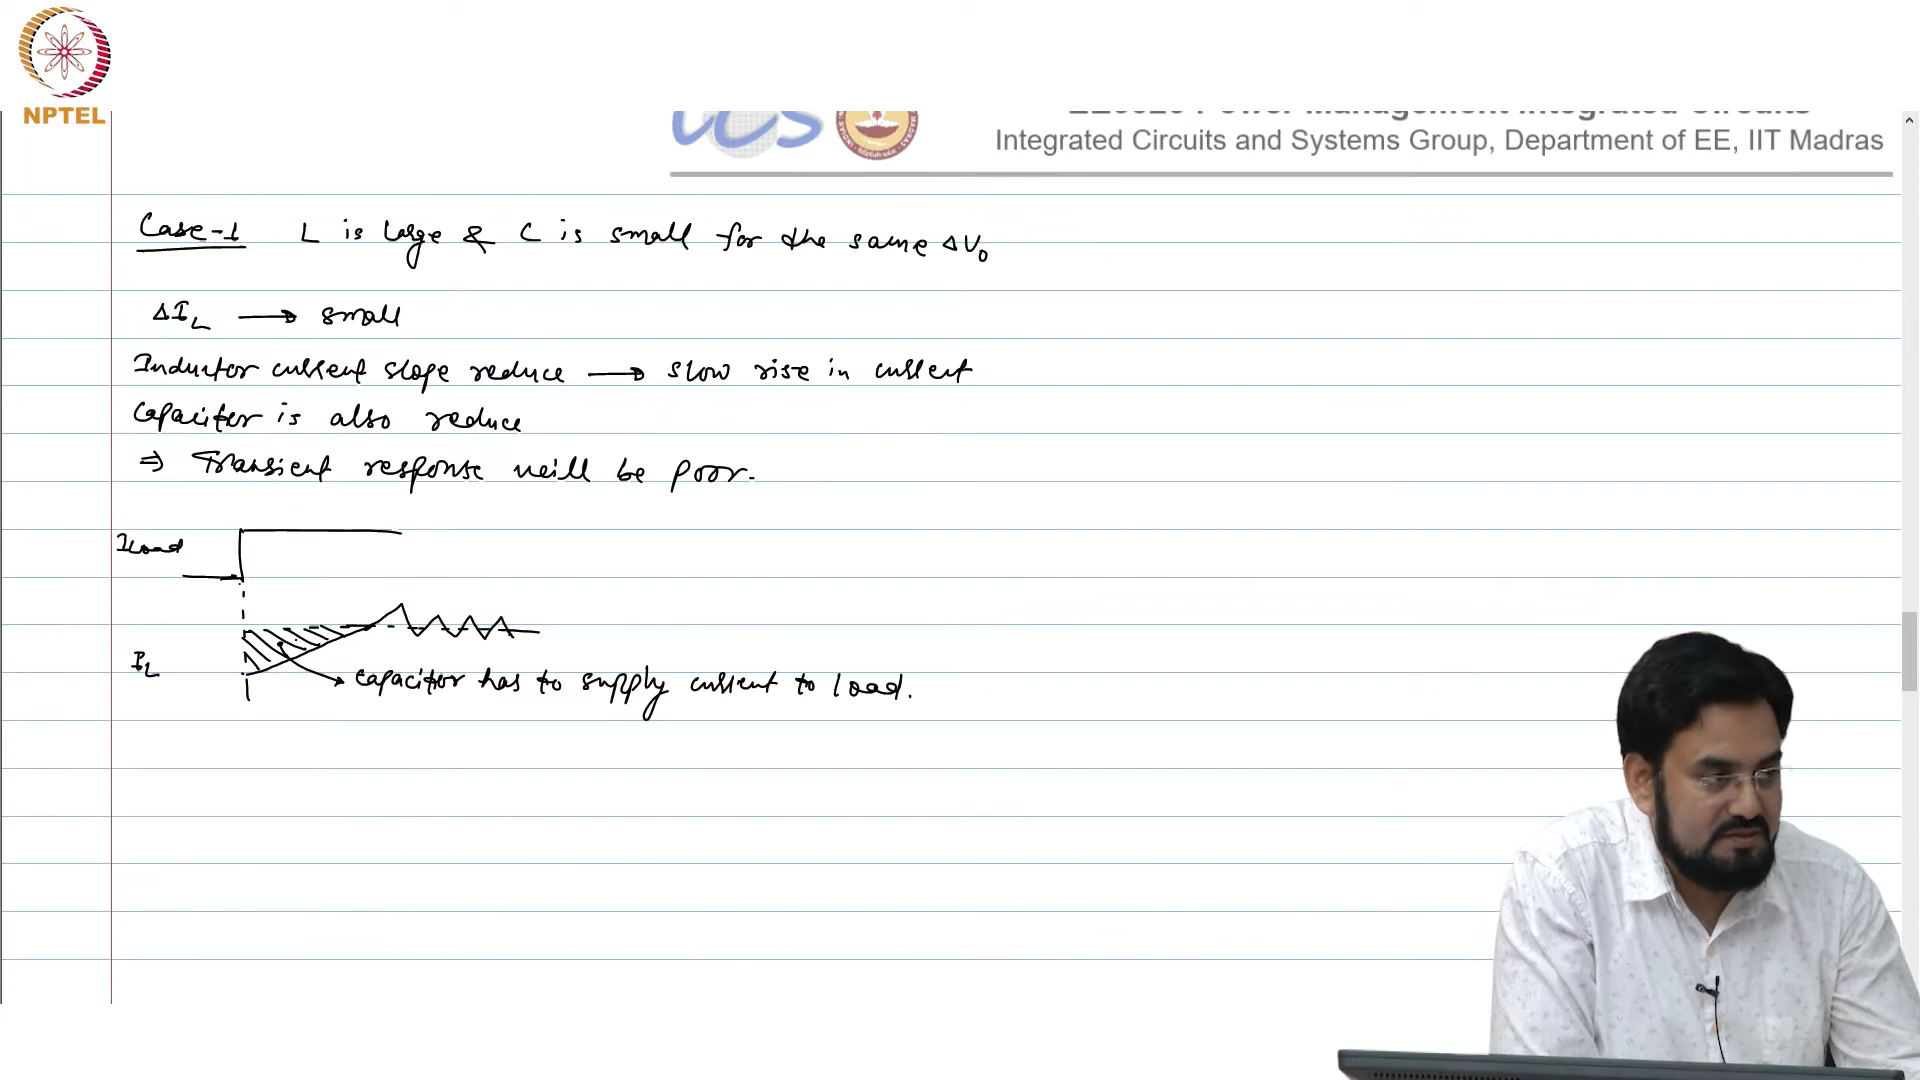 NPTEL
Integrated Circuits and Systems Group, Department of EE, IIT Madras
Case-1 L is large & C is small for the same ΔV₀
ΔI_L → small
Inductor current slope reduce → slow rise in current
Capacitor is also reduce
⇒ Transient response will be poor.
ILoad
I_L
capacitor has to supply current to load.